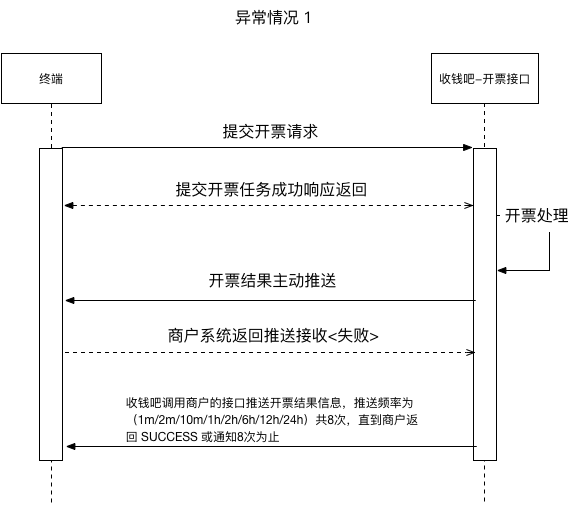 异常情况 1
终端
收钱吧-开票接口
提交开票请求
提交开票任务成功响应返回
开票处理
开票结果主动推送
商户系统返回推送接收<失败>
收钱吧调用商户的接口推送开票结果信息，推送频率为
（1m/2m/10m/1h/2h/6h/12h/24h）共8次，直到商户返
回 SUCCESS 或通知8次为止